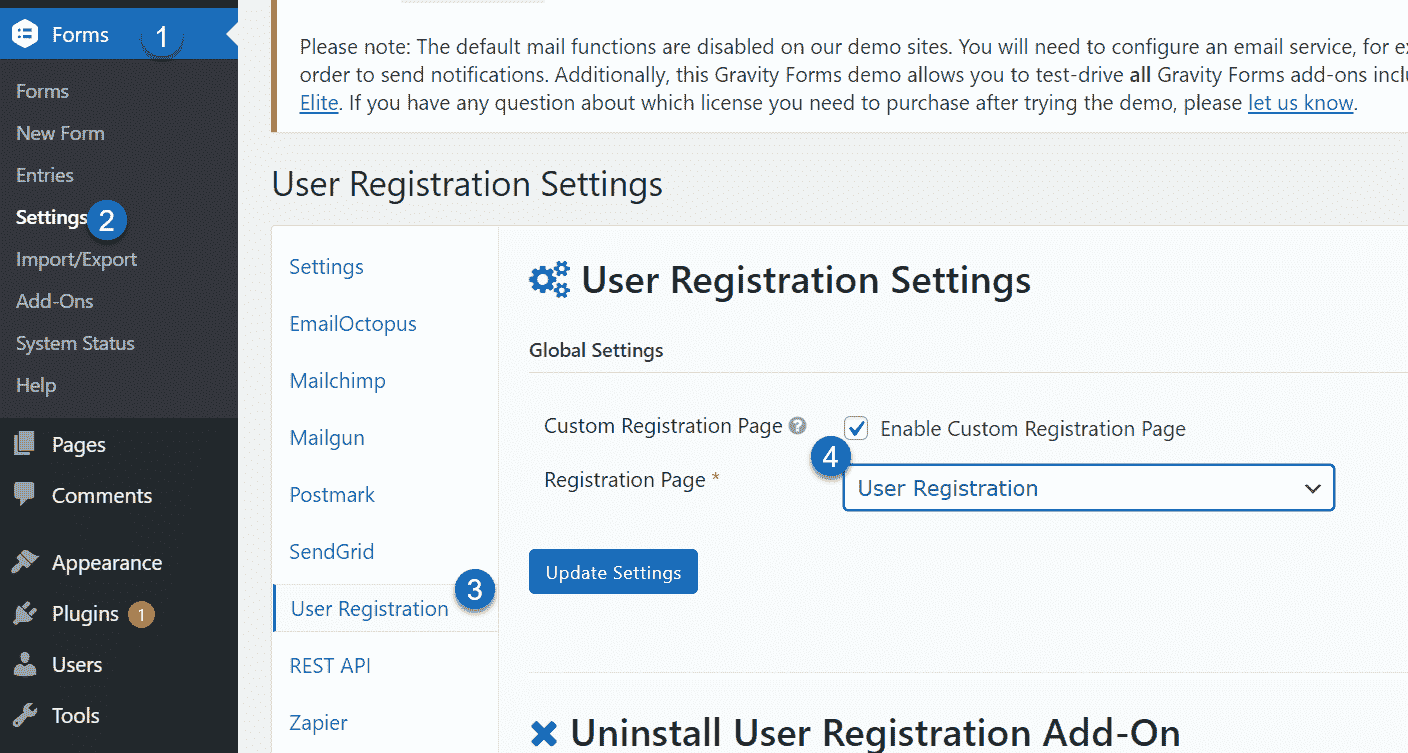 Forms 1
Forms
New Form
Entries
Settings 2
Import/Export
Add-Ons
System Status
Help
Pages
Comments
Appearance
Plugins 1
Users
Tools
Please note: The default mail functions are disabled on our demo sites. You will need to configure an email service, for
order to send notifications. Additionally, this Gravity Forms demo allows you to test-drive all Gravity Forms add-ons
Elite. If you have any question about which license you need to purchase after trying the demo, please let us know.
User Registration Settings
Settings
EmailOctopus
Mailchimp
Mailgun
Postmark
SendGrid
User Registration 3
REST API
Zapier
User Registration Settings
Global Settings
Custom Registration Page ? Enable Custom Registration Page
4
Registration Page * User Registration
Update Settings
Uninstall User Registration Add-On